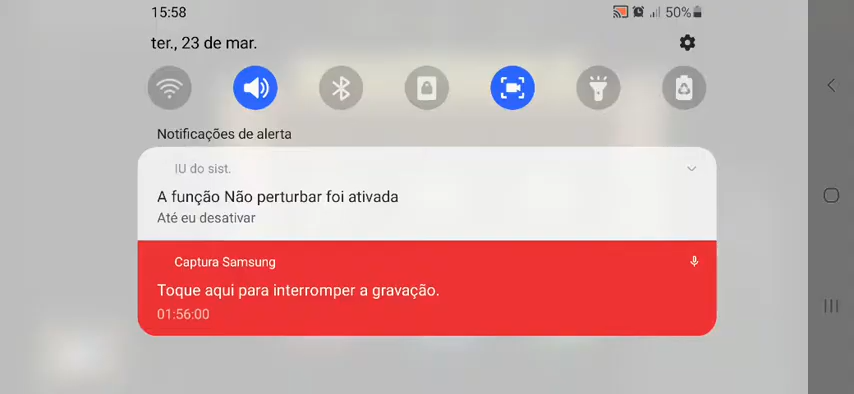 15:58
50%
ter., 23 de mar.
Notificações de alerta
IU do sist.
A função Não perturbar foi ativada
Até eu desativar
Captura Samsung
Toque aqui para interromper a gravação.
01:56:00